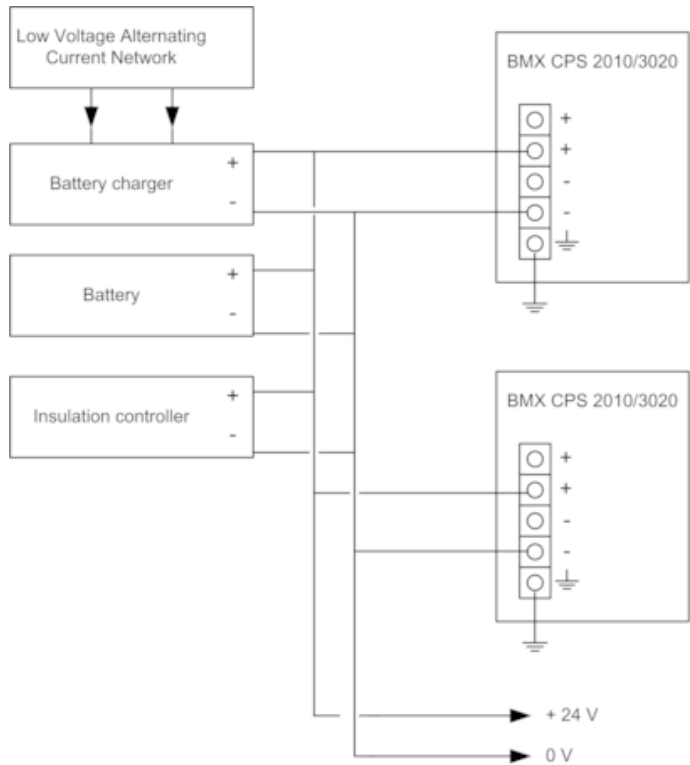 Low Voltage Alternating
Current Network
Battery charger
+
-
Battery
+
-
Insulation controller
+
-
BMX CPS 2010/3020
+
+
-
-
BMX CPS 2010/3020
+
+
-
-
+ 24 V
0 V